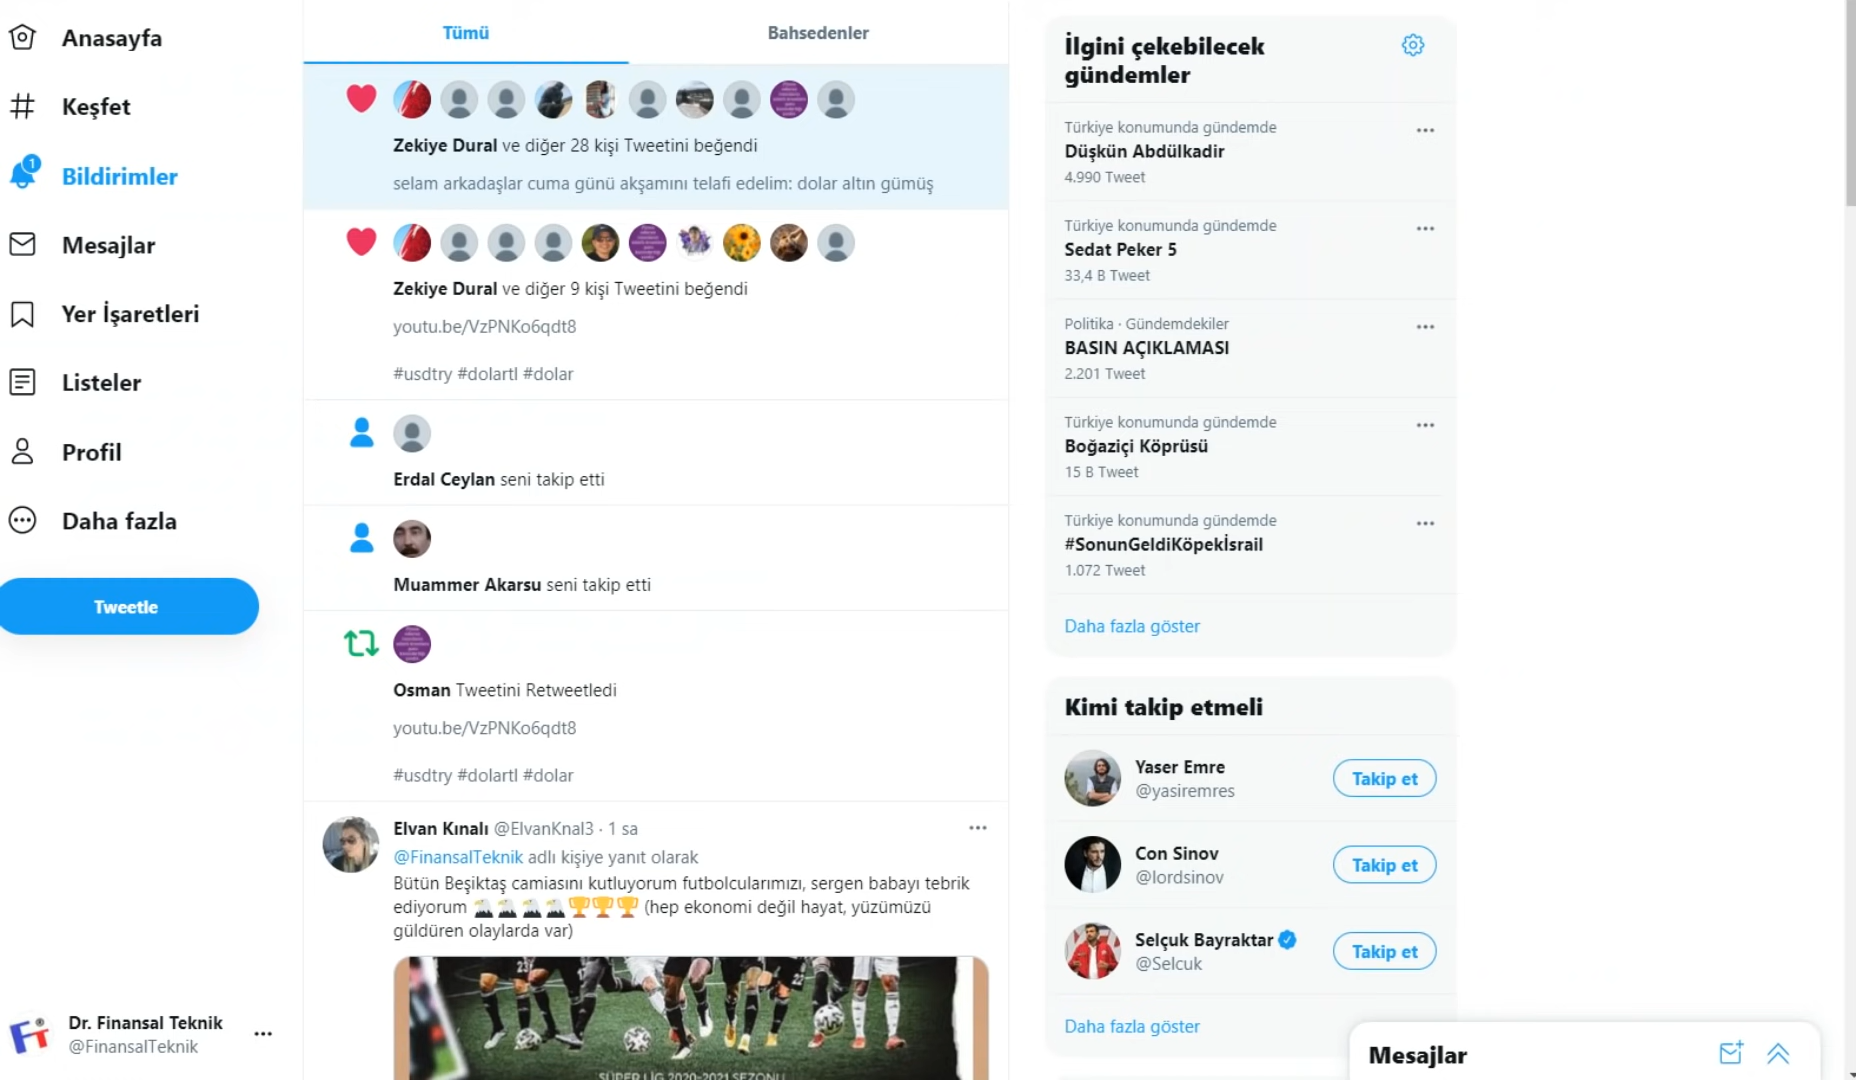 Anasayfa
Keşfet
1
Bildirimler
Mesajlar
Yer İşaretleri
Listeler
Profil
Daha fazla
Tweetle
Dr. Finansal Teknik
@FinansalTeknik
Tümü
Bahsedenler
Zekiye Dural ve diğer 28 kişi Tweetini beğendi
selam arkadaşlar cuma günü akşamını telafi edelim: dolar altın gümüş
Zekiye Dural ve diğer 9 kişi Tweetini beğendi
youtu.be/VzPNKo6qdt8
#usdtry #dolartl #dolar
Erdal Ceylan seni takip etti
Muammer Akarsu seni takip etti
Osman Tweetini Retweetledi
youtu.be/VzPNKo6qdt8
#usdtry #dolartl #dolar
Elvan Kınalı @ElvanKnal3 · 1 sa
@FinansalTeknik adlı kişiye yanıt olarak
Bütün Beşiktaş camiasını kutluyorum futbolcularımızı, sergen babayı tebrik
ediyorum 🦅🦅🦅🦅🏆🏆🏆 (hep ekonomi değil hayat, yüzümüzü
güldüren olaylarda var)
SÜPER LİG 2020-2021 SEZONU
İlgini çekebilecek
gündemler
Türkiye konumunda gündemde
Düşkün Abdülkadir
4.990 Tweet
Türkiye konumunda gündemde
Sedat Peker 5
33,4 B Tweet
Politika · Gündemdekiler
BASIN AÇIKLAMASI
2.201 Tweet
Türkiye konumunda gündemde
Boğaziçi Köprüsü
15 B Tweet
Türkiye konumunda gündemde
#SonunGeldiKöpekİsrail
1.072 Tweet
Daha fazla göster
Kimi takip etmeli
Yaser Emre
@yasiremres
Takip et
Con Sinov
@lordsinov
Takip et
Selçuk Bayraktar
@Selcuk
Takip et
Daha fazla göster
Mesajlar